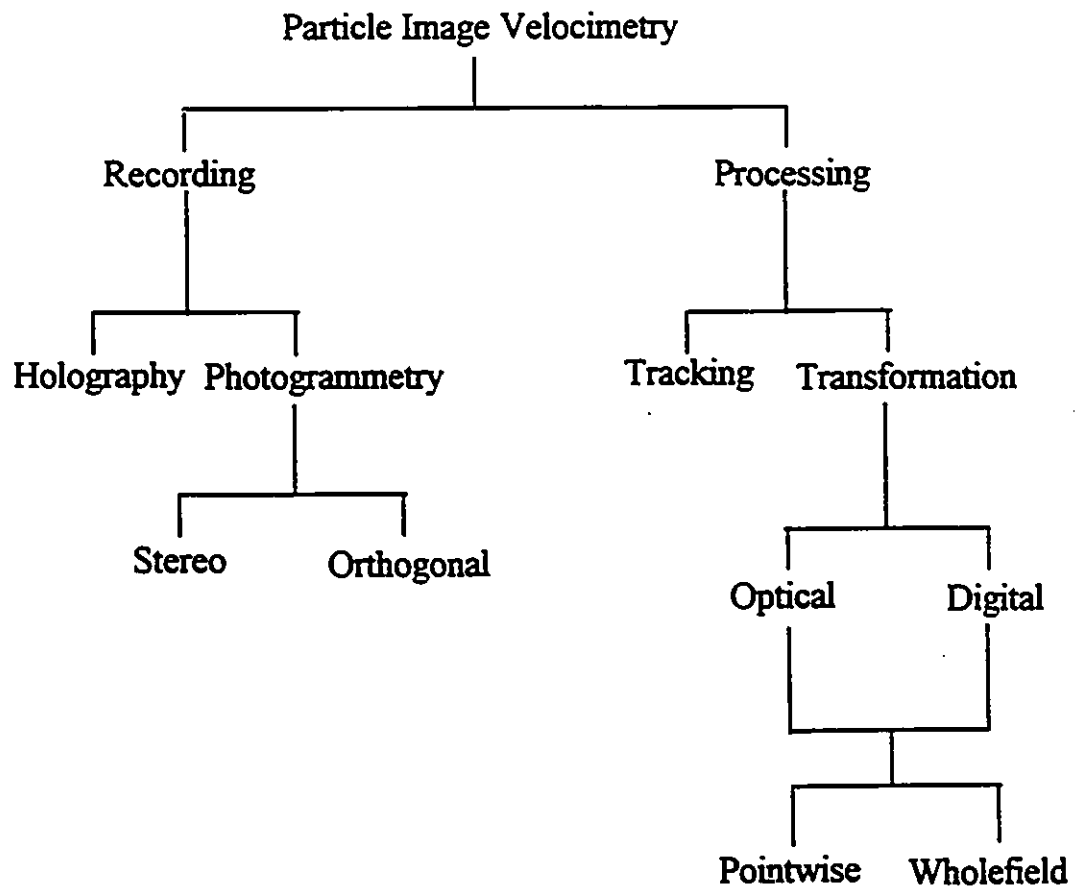 Particle Image Velocimetry
Recording Processing
Holography Photogrammetry Tracking Transformation
Stereo Orthogonal Optical Digital
Pointwise Wholefield